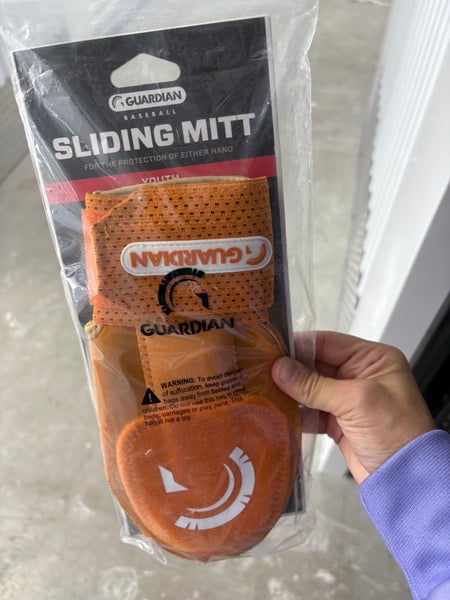 GUARDIAN
BASEBALL
SLIDING MITT
FOR THE PROTECTION OF EITHER HAND
YOUTH
GUARDIAN
GUARDIAN
WARNING: To avoid danger
of suffocation, keep plastic
bags away from babies and
children. Do not use this bag in cribs,
beds, carriages or play pens. This
bag is not a toy.